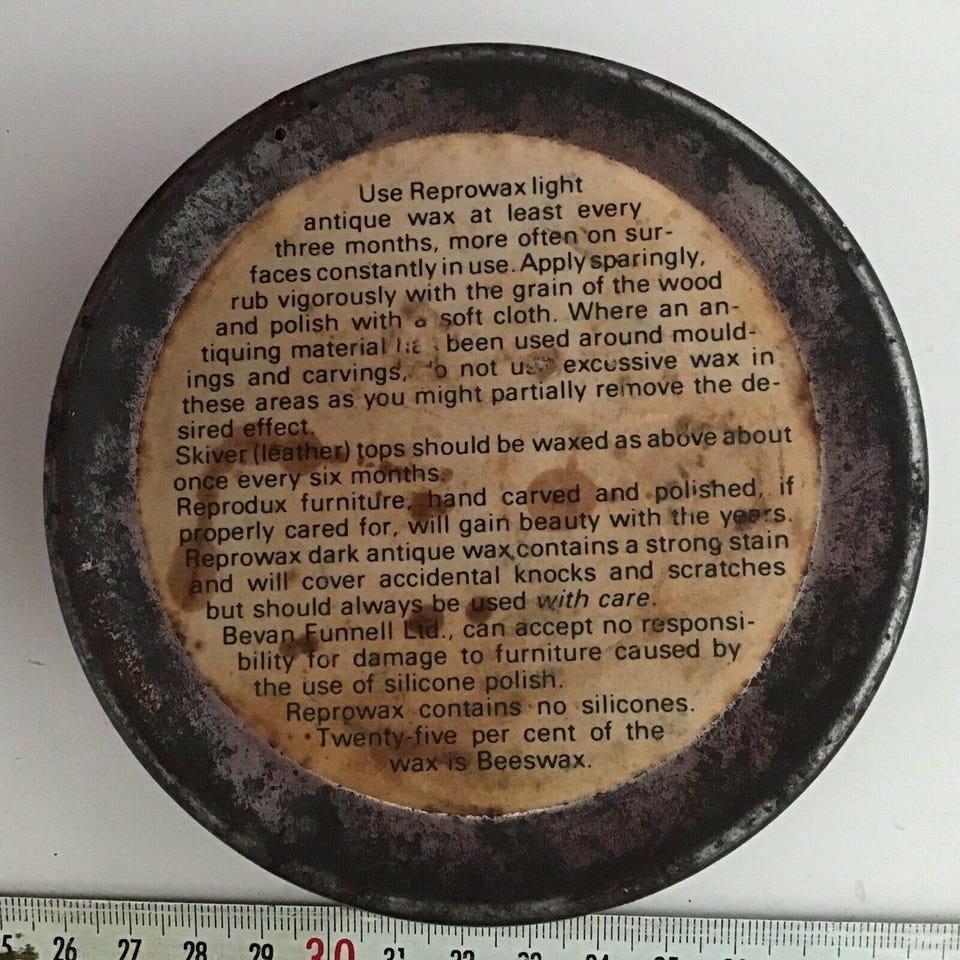 Use Reprowax light
antique wax at least every
three months, more often on sur-
faces constantly in use. Apply sparingly,
rub vigorously with the grain of the wood
and polish with a soft cloth. Where an an-
tiquing material been used around mould-
ings and carvings, not excessive wax in
these areas as you might partially remove the de-
sired effect.
Skiver (leather) tops should be waxed as above about
once every six months.
Reprodux furniture, hand carved and polished, if
properly cared for, will gain beauty with the years.
Reprowax dark antique wax contains a strong stain
and will cover accidental knocks and scratches
but should always be used with care.
Bevan Funnell Ltd., can accept no responsi-
bility for damage to furniture caused by
the use of silicone polish.
Reprowax contains no silicones.
Twenty-five per cent of the
wax is Beeswax.
26 27 28 29 30 31